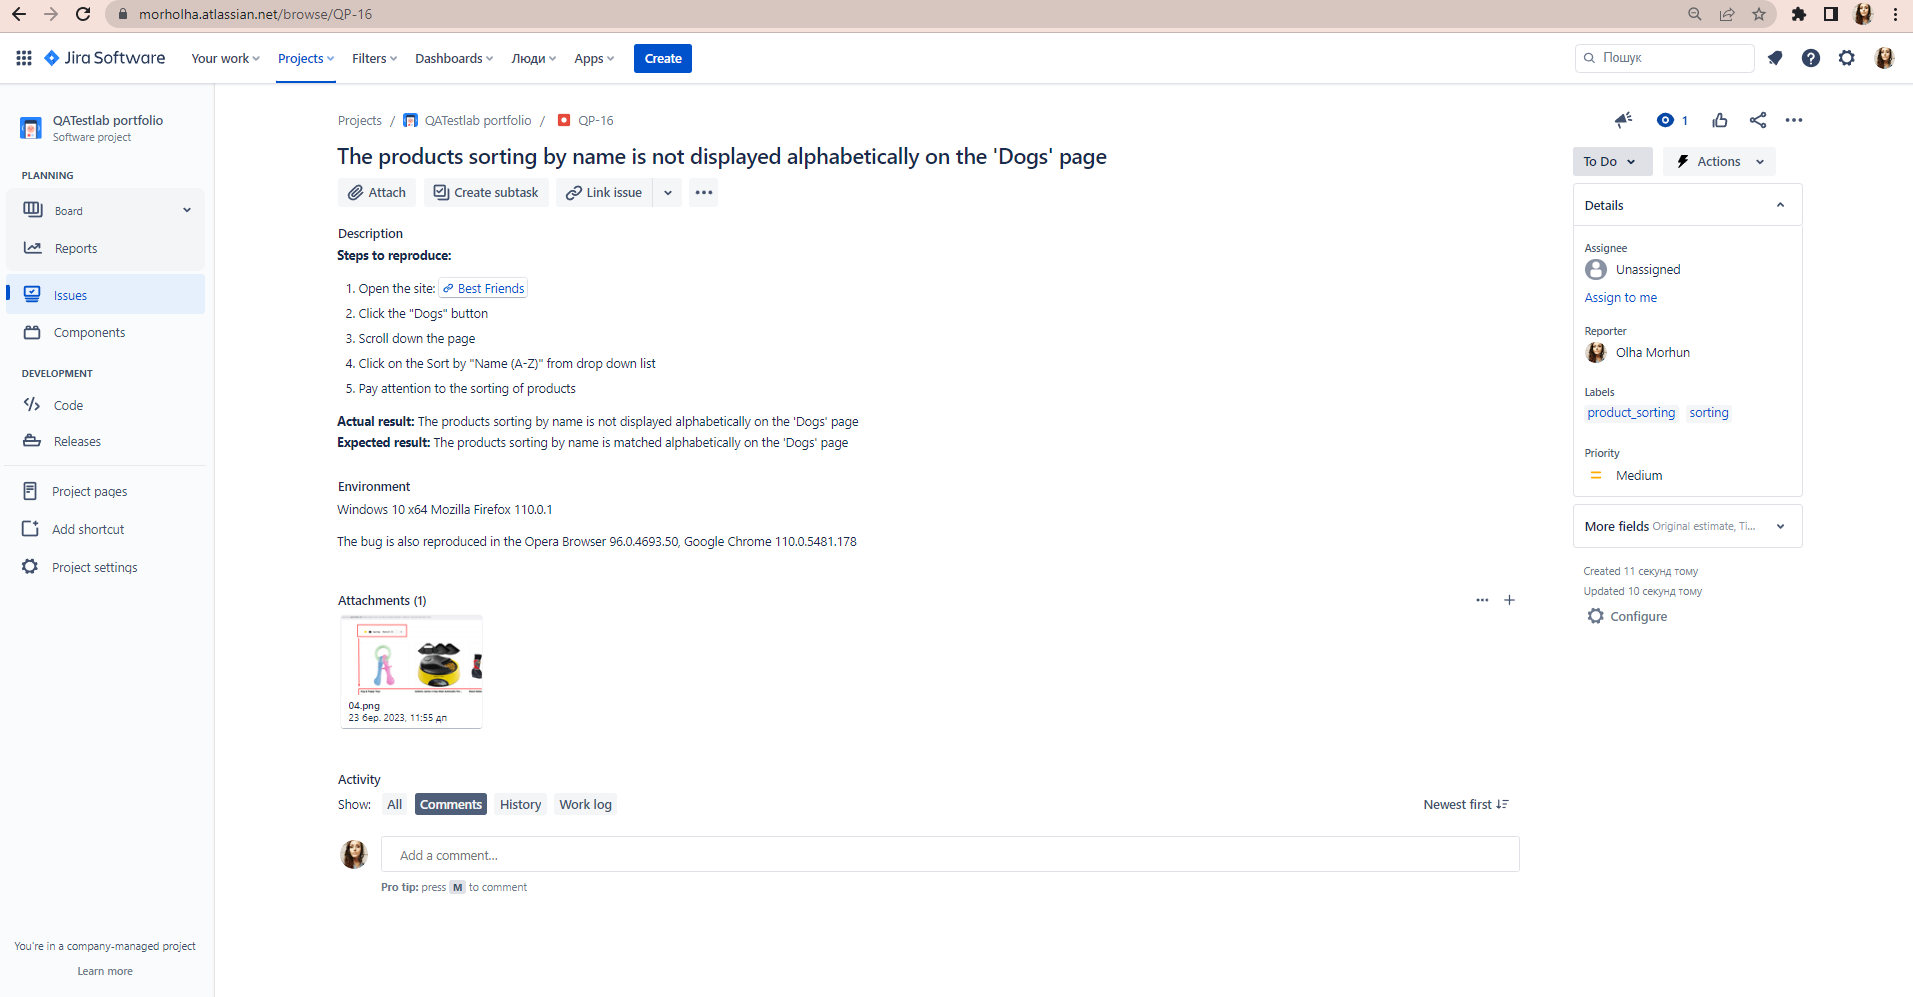 morholha.atlassian.net/browse/QP-16
Jira Software Your work Projects Filters Dashboards Люди Apps Create Пошук
QATestlab portfolio
Software project
PLANNING
Board
Reports
Issues
Components
DEVELOPMENT
Code
Releases
Project pages
Add shortcut
Project settings
You're in a company-managed project
Learn more
Projects / QATestlab portfolio / QP-16
The products sorting by name is not displayed alphabetically on the 'Dogs' page
Attach Create subtask Link issue
Description
Steps to reproduce:
1. Open the site: Best Friends
2. Click the "Dogs" button
3. Scroll down the page
4. Click on the Sort by "Name (A-Z)" from drop down list
5. Pay attention to the sorting of products
Actual result: The products sorting by name is not displayed alphabetically on the 'Dogs' page
Expected result: The products sorting by name is matched alphabetically on the 'Dogs' page
Environment
Windows 10 x64 Mozilla Firefox 110.0.1
The bug is also reproduced in the Opera Browser 96.0.4693.50, Google Chrome 110.0.5481.178
Attachments (1)
04.png
23 бер. 2023, 11:55 дп
Activity
Show: All Comments History Work log Newest first
Add a comment...
Pro tip: press M to comment
1
To Do Actions
Details
Assignee
Unassigned
Assign to me
Reporter
Olha Morhun
Labels
product_sorting sorting
Priority
Medium
More fields Original estimate, Ti...
Created 11 секунд тому
Updated 10 секунд тому
Configure